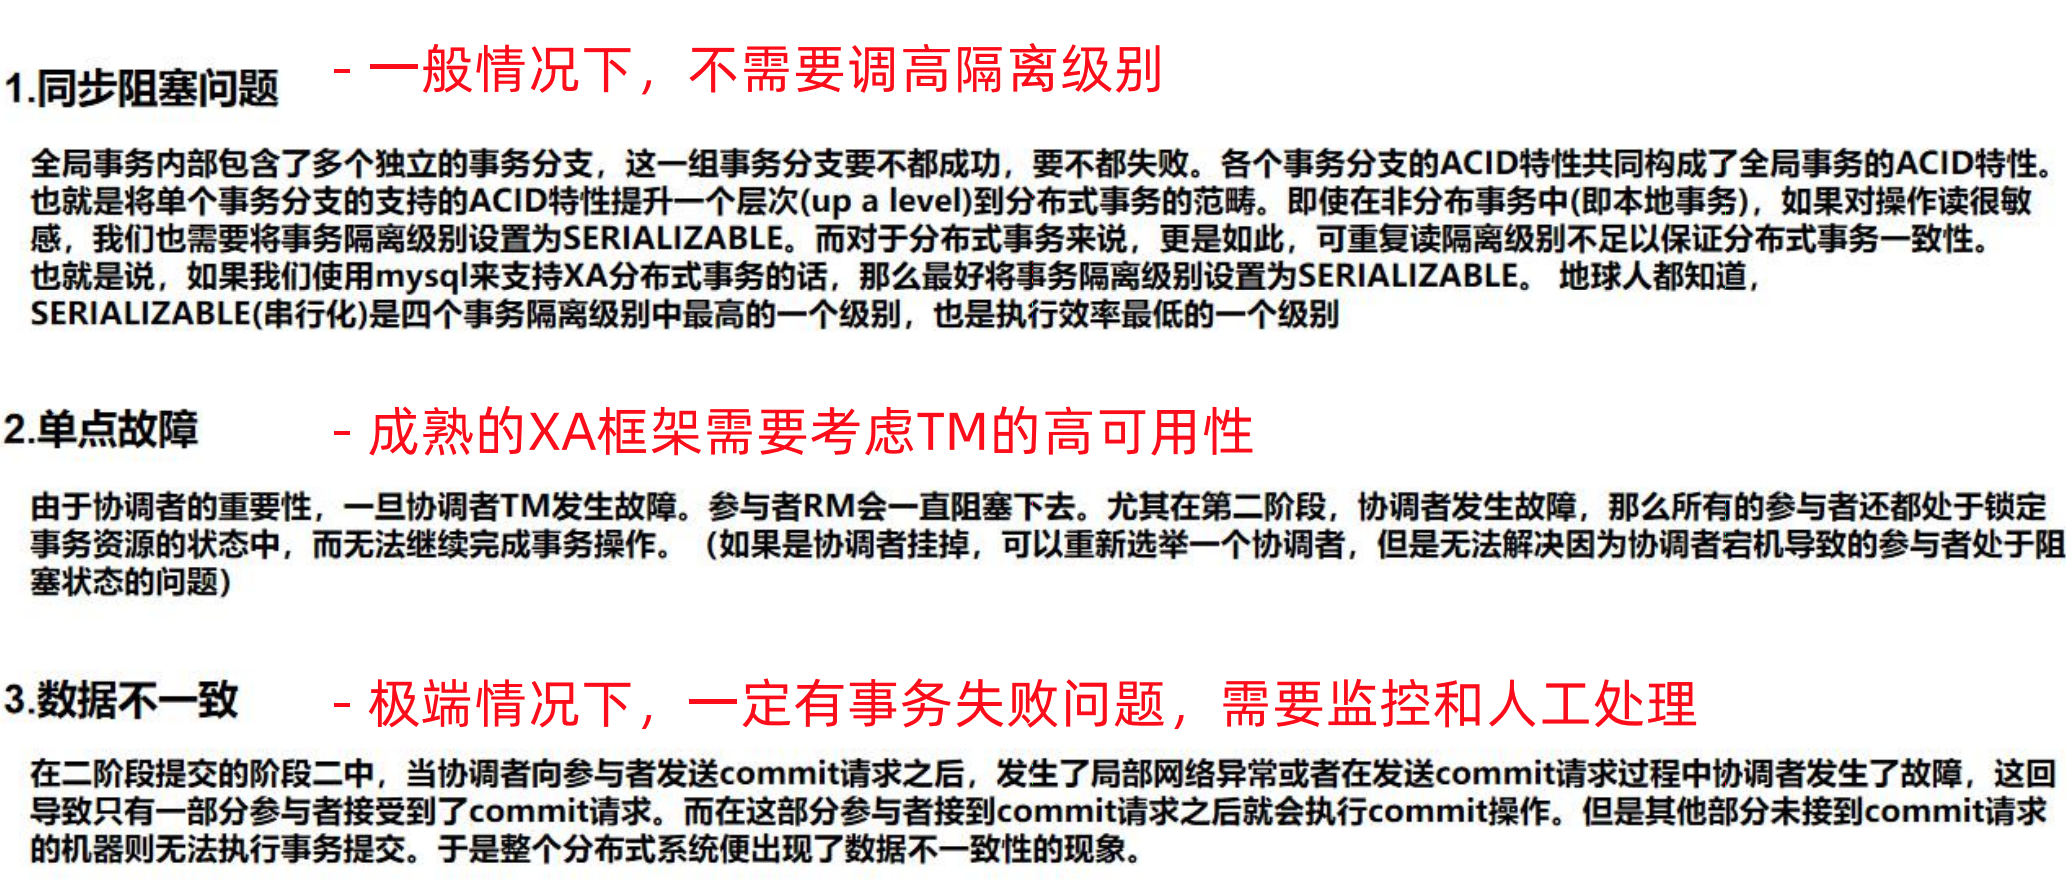 1.同步阻塞问题 - 一般情况下，不需要调高隔离级别
全局事务内部包含了多个独立的事务分支，这一组事务分支要不都成功，要不都失败。各个事务分支的ACID特性共同构成了全局事务的ACID特性。
也就是将单个事务分支的支持的ACID特性提升一个层次(up a level)到分布式事务的范畴。即使在非分布事务中(即本地事务)，如果对操作读很敏
感，我们也需要将事务隔离级别设置为SERIALIZABLE。而对于分布式事务来说，更是如此，可重复读隔离级别不足以保证分布式事务一致性。
也就是说，如果我们使用mysql来支持XA分布式事务的话，那么最好将事务隔离级别设置为SERIALIZABLE。 地球人都知道，
SERIALIZABLE(串行化)是四个事务隔离级别中最高的一个级别，也是执行效率最低的一个级别
2.单点故障 - 成熟的XA框架需要考虑TM的高可用性
由于协调者的重要性，一旦协调者TM发生故障。参与者RM会一直阻塞下去。尤其在第二阶段，协调者发生故障，那么所有的参与者还都处于锁定
事务资源的状态中，而无法继续完成事务操作。（如果是协调者挂掉，可以重新选举一个协调者，但是无法解决因为协调者宕机导致的参与者处于阻
塞状态的问题）
3.数据不一致 - 极端情况下，一定有事务失败问题，需要监控和人工处理
在二阶段提交的阶段二中，当协调者向参与者发送commit请求之后，发生了局部网络异常或者在发送commit请求过程中协调者发生了故障，这回
导致只有一部分参与者接受到了commit请求。而在这部分参与者接到commit请求之后就会执行commit操作。但是其他部分未接到commit请求
的机器则无法执行事务提交。于是整个分布式系统便出现了数据不一致性的现象。